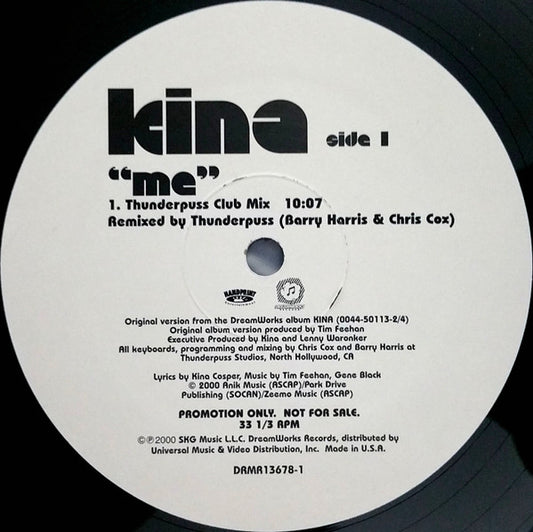 kina side 1
"me"
1. Thunderpuss Club Mix 10:07
Remixed by Thunderpuss (Barry Harris & Chris Cox)
HANDPRINT
Entertainment
Original version from the DreamWorks album KINA (0044-50113-2/4)
Original album version produced by Tim Feehan
Executive Produced by Kina and Lenny Waronker
All keyboards, programming and mixing by Chris Cox and Barry Harris at
Thunderpuss Studios, North Hollywood, CA
Lyrics by Kina Cosper, Music by Tim Feehan, Gene Black
© 2000 Anik Music (ASCAP)/Park Drive
Publishing (SOCAN)/Zeemo Music (ASCAP)
PROMOTION ONLY. NOT FOR SALE.
33 1/3 RPM
©℗2000 SKG Music L.L.C. DreamWorks Records, distributed by
Universal Music & Video Distribution, Inc. Made in U.S.A.
DRMR13678-1